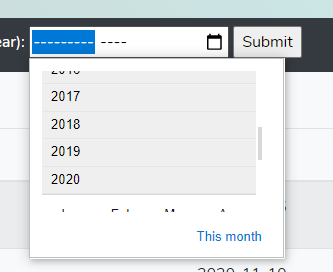 ear): --------- ---- Submit
2017
2018
2019
2020
This month